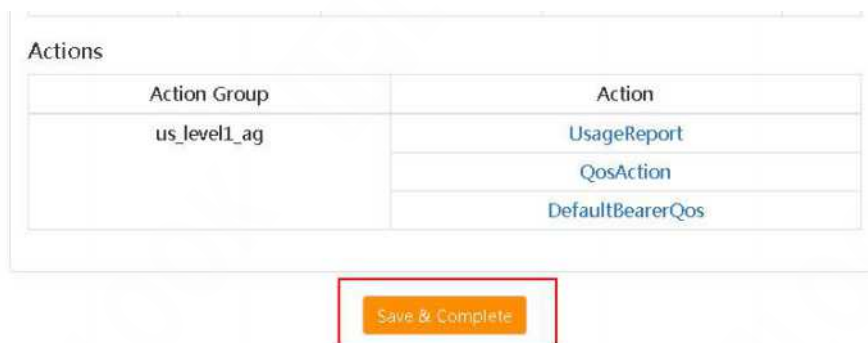 Actions
Action Group Action
us_level1_ag UsageReport
QosAction
DefaultBearerQos
Save & Complete